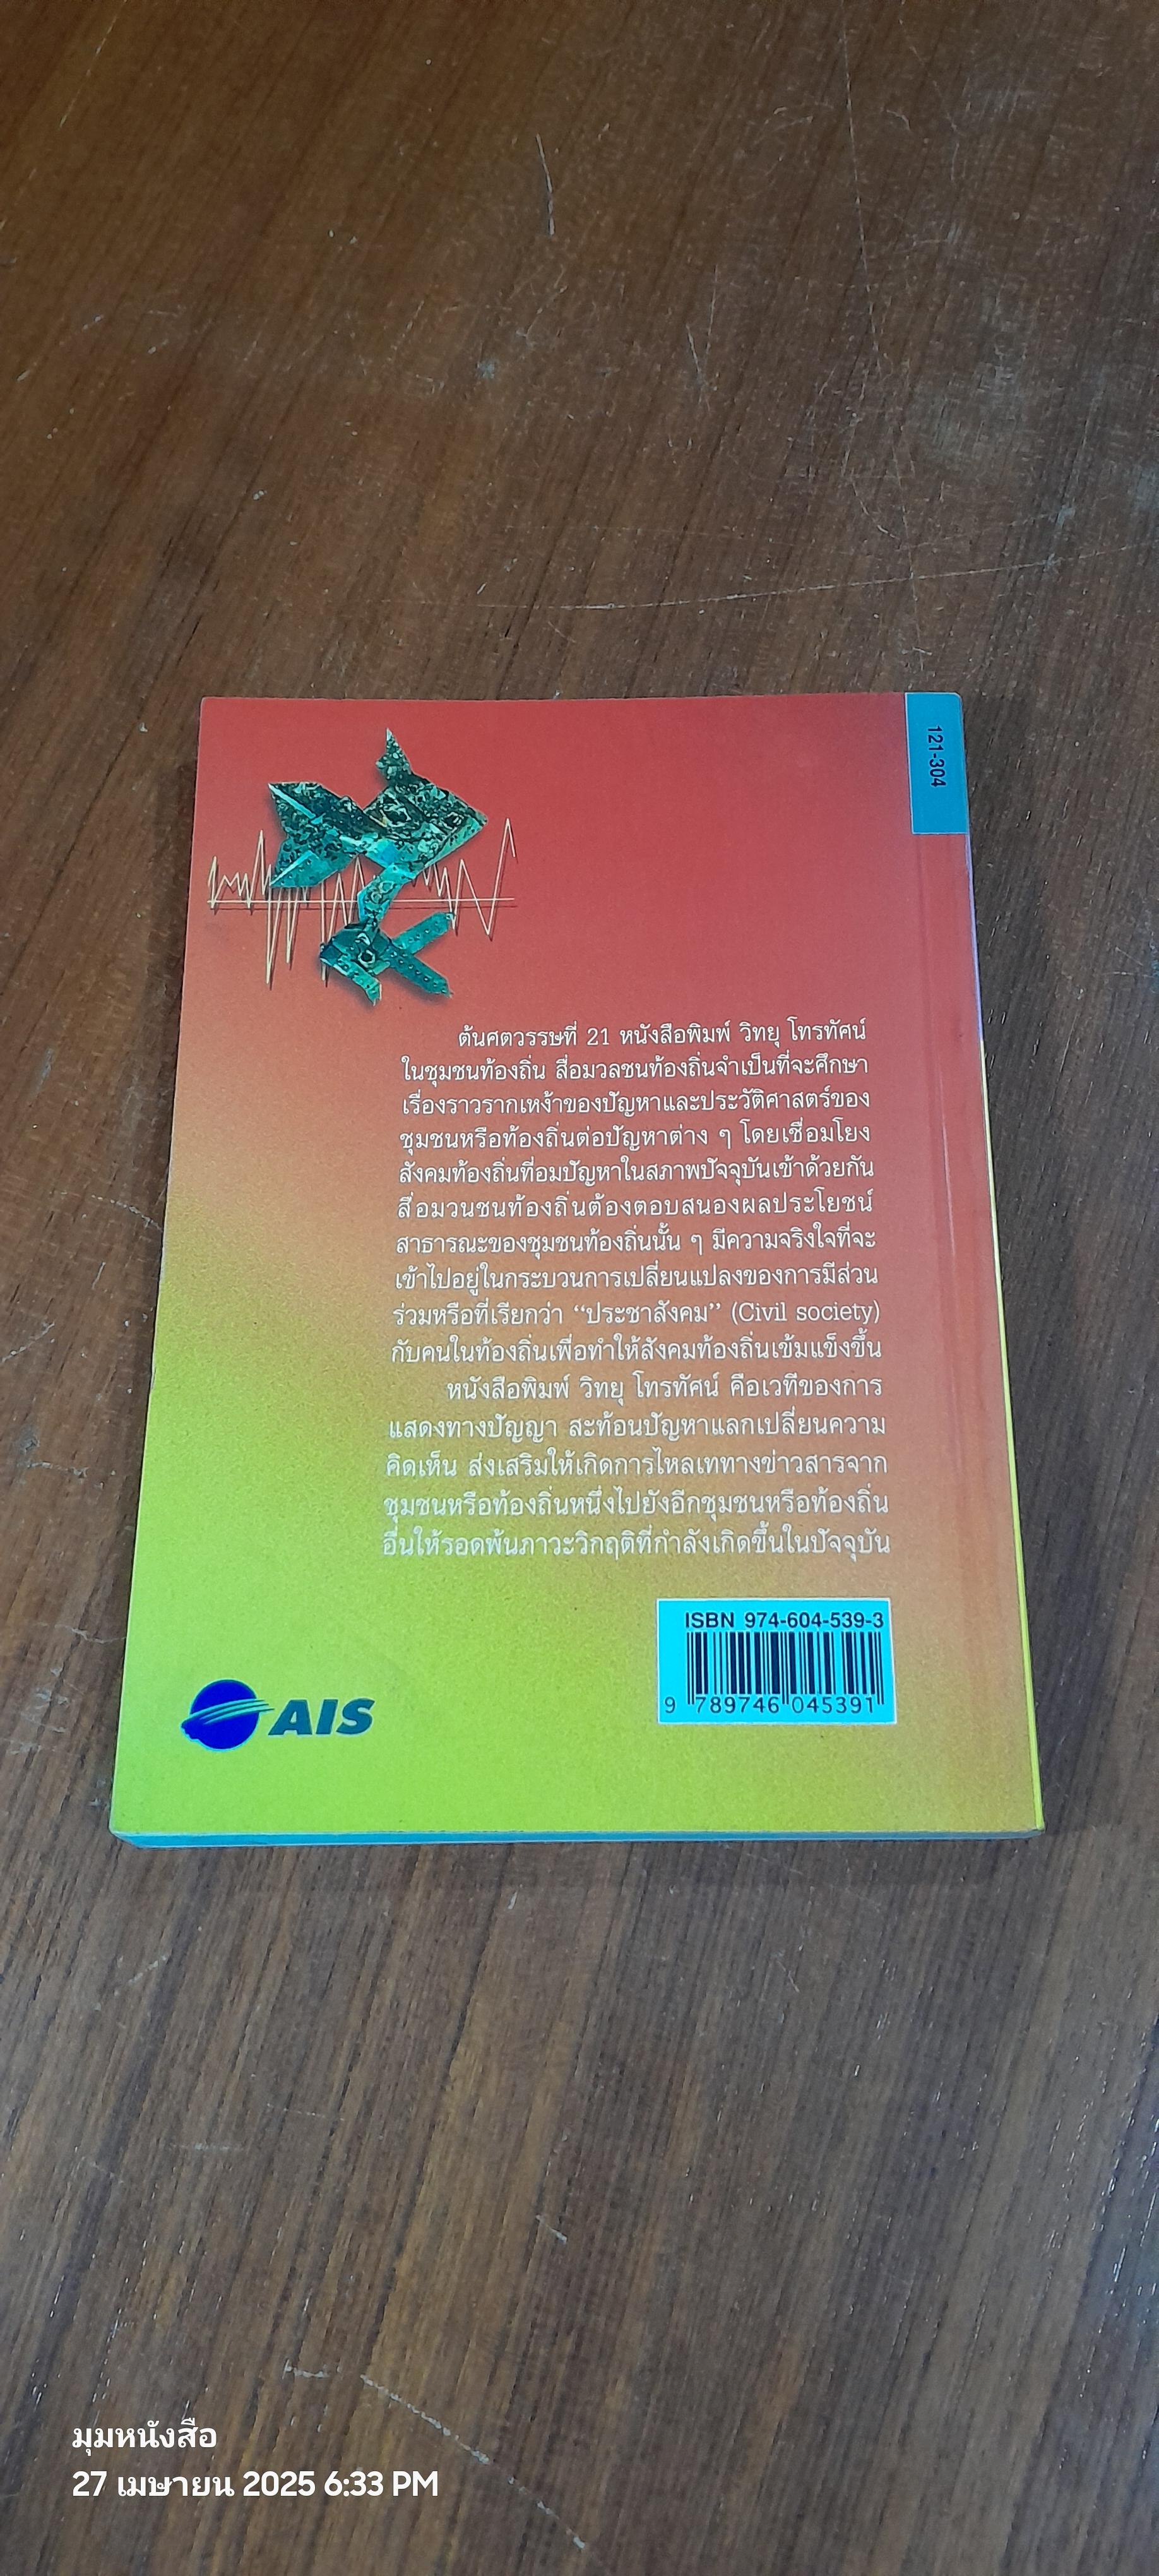 121-304
ต้นศตวรรษที่ 21 หนังสือพิมพ์ วิทยุ โทรทัศน์
ในชุมชนท้องถิ่น สื่อมวลชนท้องถิ่นจำเป็นที่จะศึกษา
เรื่องราวรากเหง้าของปัญหาและประวัติศาสตร์ของ
ชุมชนหรือท้องถิ่นต่อปัญหาต่าง ๆ โดยเชื่อมโยง
สังคมท้องถิ่นที่อมปัญหาในสภาพปัจจุบันเข้าด้วยกัน
สื่อมวนชนท้องถิ่นต้องตอบสนองผลประโยชน์
สาธารณะของชุมชนท้องถิ่นนั้น ๆ มีความจริงใจที่จะ
เข้าไปอยู่ในกระบวนการเปลี่ยนแปลงของการมีส่วน
ร่วมหรือที่เรียกว่า “ประชาสังคม” (Civil society)
กับคนในท้องถิ่นเพื่อทำให้สังคมท้องถิ่นเข้มแข็งขึ้น
หนังสือพิมพ์ วิทยุ โทรทัศน์ คือเวทีของการ
แสดงทางปัญญา สะท้อนปัญหาแลกเปลี่ยนความ
คิดเห็น ส่งเสริมให้เกิดการไหลเททางข่าวสารจาก
ชุมชนหรือท้องถิ่นหนึ่งไปยังอีกชุมชนหรือท้องถิ่น
อื่นให้รอดพ้นภาวะวิกฤติที่กำลังเกิดขึ้นในปัจจุบัน
ISBN 974-604-539-3
9 789746 045391
AIS
มุมหนังสือ
27 เมษายน 2025 6:33 PM